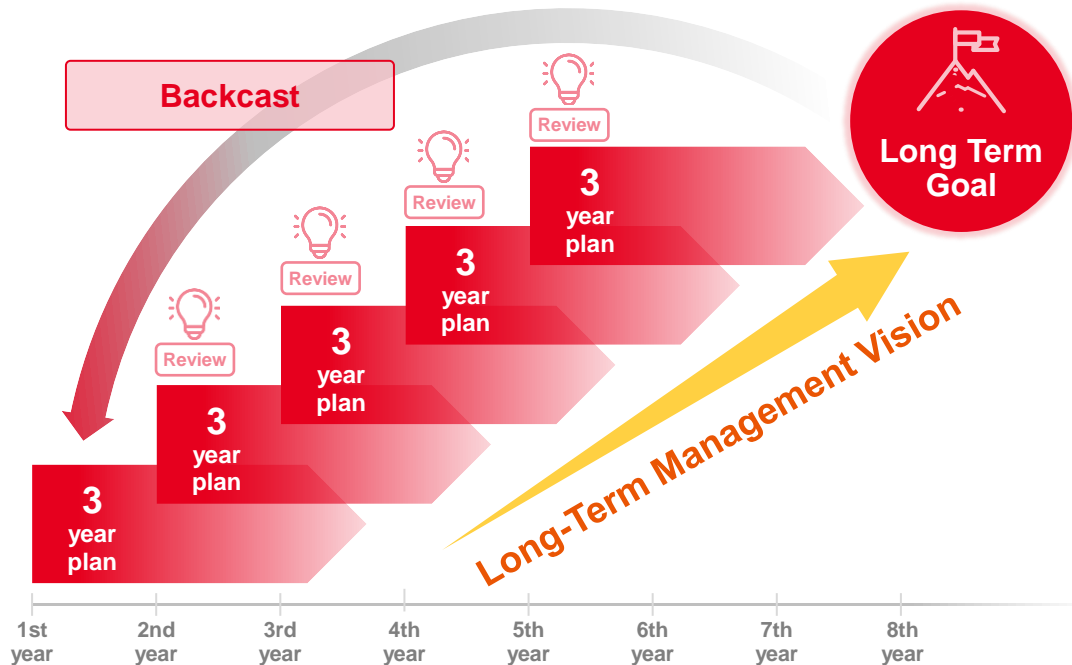 Backcast
Long Term
Goal
Review
3
year
plan
Review
3
year
plan
Review
3
year
plan
Review
3
year
plan
3
year
plan
Long-Term Management Vision
1st
year
2nd
year
3rd
year
4th
year
5th
year
6th
year
7th
year
8th
year